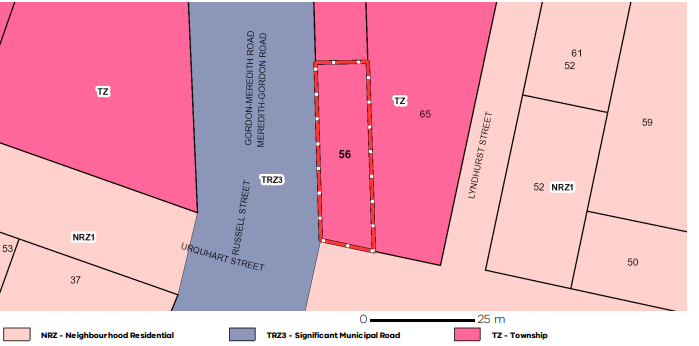 GORDON-MEREDITH ROAD
MEREDITH-GORDON ROAD
61
52
TZ
TZ
65
59
LYNDHURST STREET
56
TRZ3
52
NRZ1
RUSSELL STREET
NRZ1
53
URQUHART STREET
37
50
0
25 m
NRZ - Neighbourhood Residential
TRZ3 - Significant Municipal Road
TZ - Township